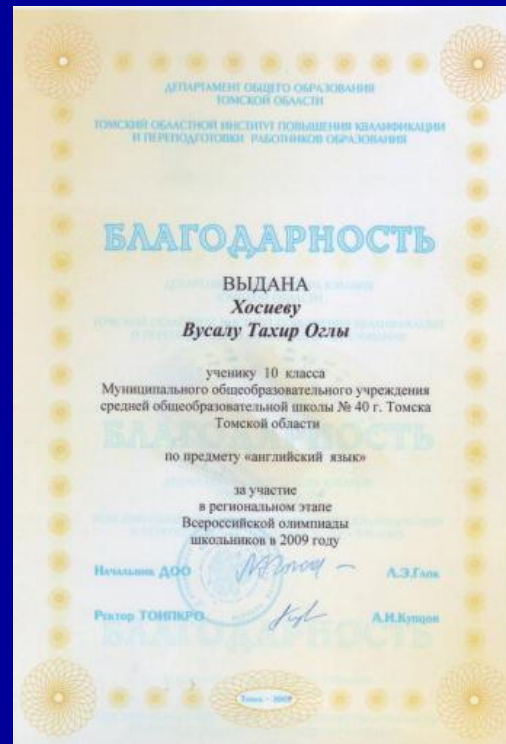 ДЕПАРТАМЕНТ ОБЩЕГО ОБРАЗОВАНИЯ
ТОМСКОЙ ОБЛАСТИ
ТОМСКИЙ ОБЛАСТНОЙ ИНСТИТУТ ПОВЫШЕНИЯ КВАЛИФИКАЦИИ
И ПЕРЕПОДГОТОВКИ РАБОТНИКОВ ОБРАЗОВАНИЯ
БЛАГОДАРНОСТЬ
ВЫДАНА
Хосиеву
Вусалу Тахир Оглы
ученику 10 класса
Муниципального общеобразовательного учреждения
средней общеобразовательной школы № 40 г. Томска
Томской области
по предмету «английский язык»
за участие
в региональном этапе
Всероссийской олимпиады
школьников в 2009 году
Начальник ДОО А.Э.Глок
Ректор ТОИПКРО А.И.Купцов
Томск - 2009